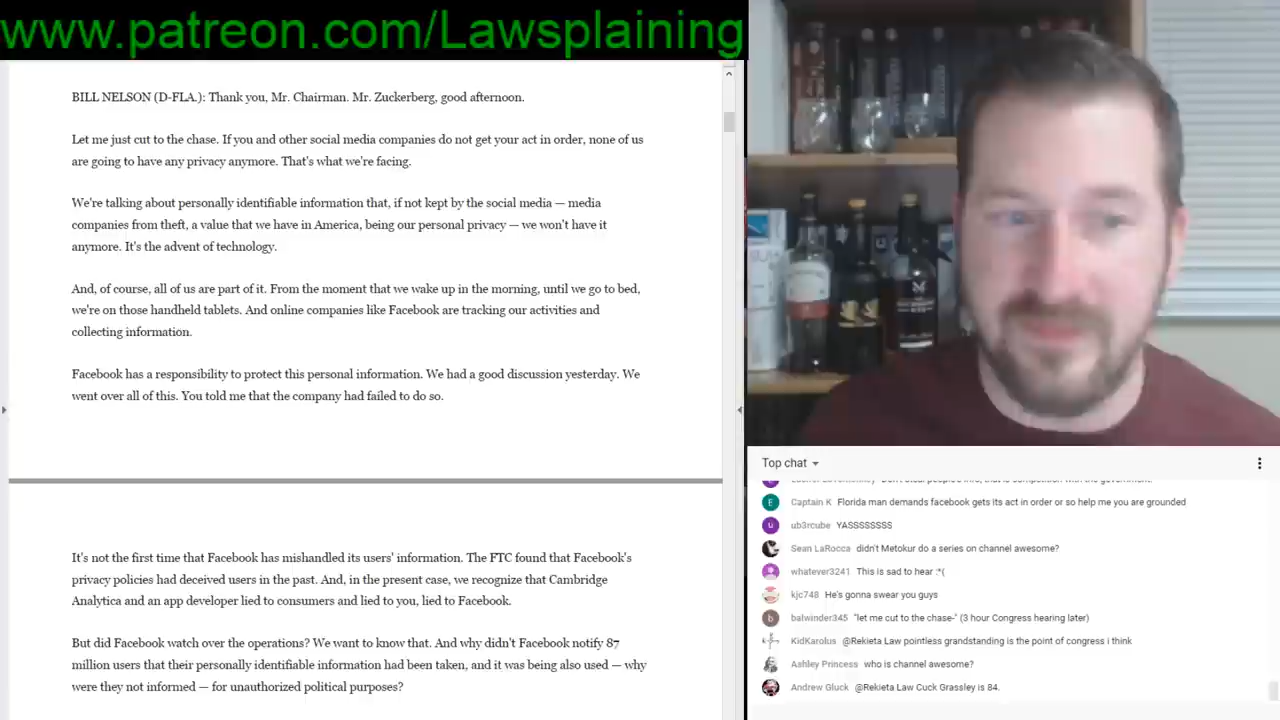 www.patreon.com/Lawsplaining
BILL NELSON (D-FLA.): Thank you, Mr. Chairman. Mr. Zuckerberg, good afternoon.
Let me just cut to the chase. If you and other social media companies do not get your act in order, none of us
are going to have any privacy anymore. That's what we're facing.
We're talking about personally identifiable information that, if not kept by the social media — media
companies from theft, a value that we have in America, being our personal privacy — we won't have it
anymore. It's the advent of technology.
And, of course, all of us are part of it. From the moment that we wake up in the morning, until we go to bed,
we're on those handheld tablets. And online companies like Facebook are tracking our activities and
collecting information.
Facebook has a responsibility to protect this personal information. We had a good discussion yesterday. We
went over all of this. You told me that the company had failed to do so.
It's not the first time that Facebook has mishandled its users' information. The FTC found that Facebook's
privacy policies had deceived users in the past. And, in the present case, we recognize that Cambridge
Analytica and an app developer lied to consumers and lied to you, lied to Facebook.
But did Facebook watch over the operations? We want to know that. And why didn't Facebook notify 87
million users that their personally identifiable information had been taken, and it was being also used — why
were they not informed — for unauthorized political purposes?
Top chat
Don't steal people's info, that is competition with the government.
E Captain K Florida man demands facebook gets its act in order or so help me you are grounded
u ub3rcube YASSSSSSSS
Sean LaRocca didn't Metokur do a series on channel awesome?
whatever3241 This is sad to hear :*(
kjc748 He's gonna swear you guys
b balwinder345 "let me cut to the chase-" (3 hour Congress hearing later)
KidKarolus @Rekieta Law pointless grandstanding is the point of congress i think
Ashley Princess who is channel awesome?
Andrew Gluck @Rekieta Law Cuck Grassley is 84.